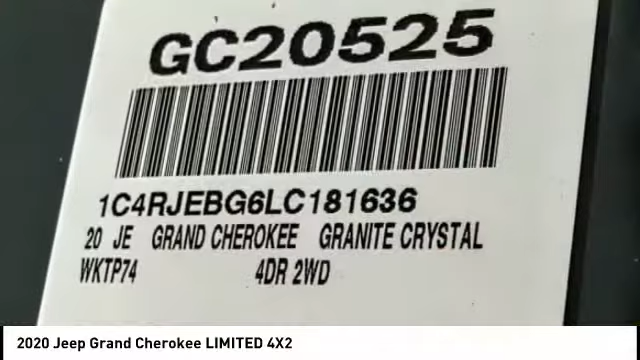 GC20525
1C4RJEBG6LC181636
20 JE GRAND CHEROKEE GRANITE CRYSTAL
WKTP74 4DR 2WD
2020 Jeep Grand Cherokee LIMITED 4X2